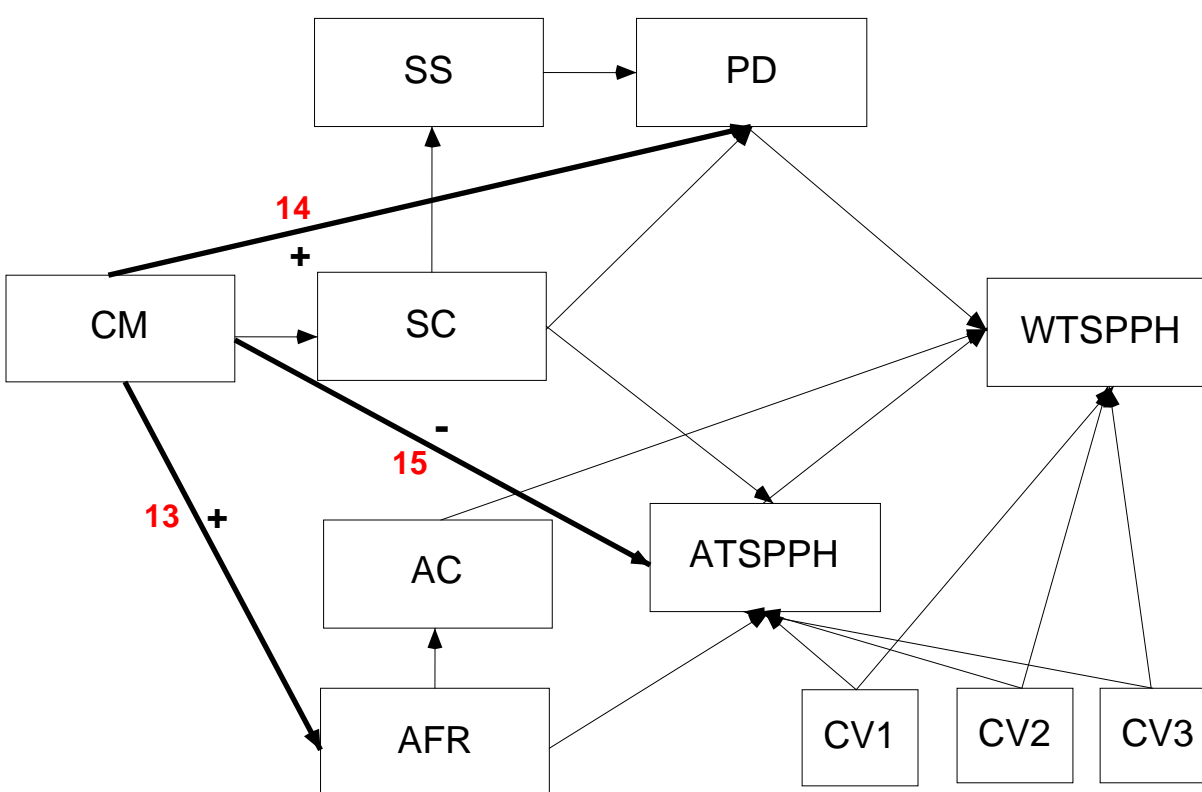 SS
PD
14
+
CM
SC
WTSPPH
-
15
13
+
AC
ATSPPH
AFR
CV1
CV2
CV3